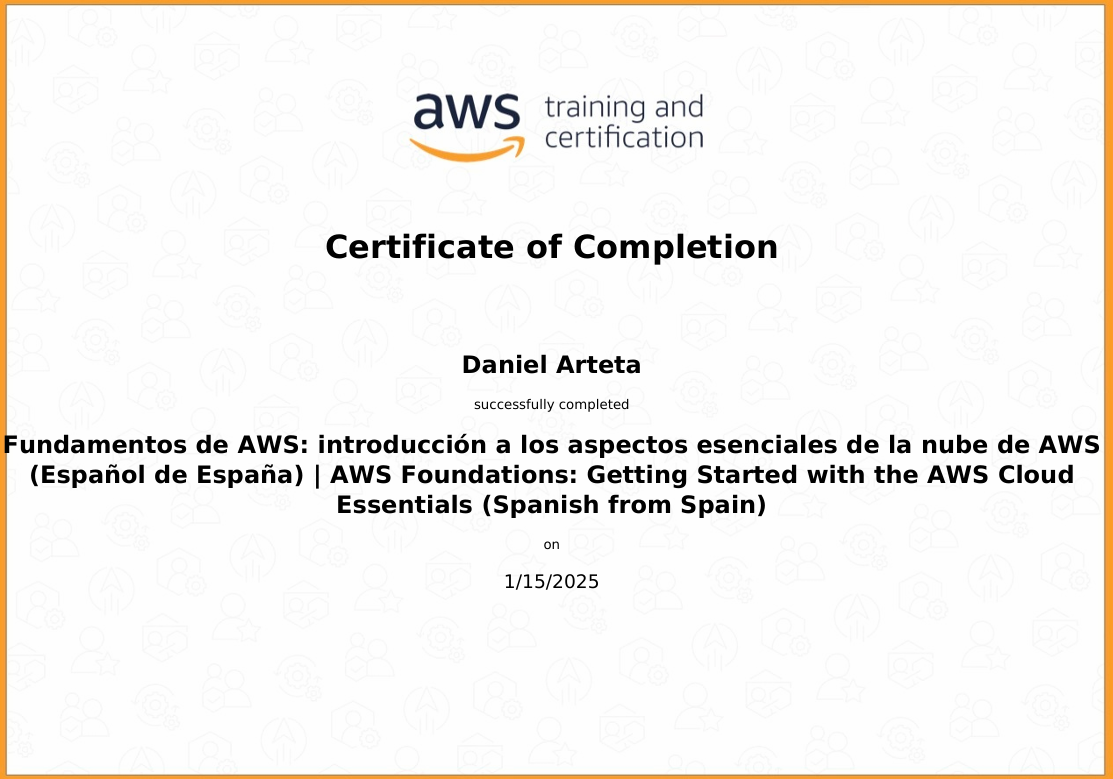 aws training and
certification
Certificate of Completion
Daniel Arteta
successfully completed
Fundamentos de AWS: introducción a los aspectos esenciales de la nube de AWS
(Español de España) | AWS Foundations: Getting Started with the AWS Cloud
Essentials (Spanish from Spain)
on
1/15/2025